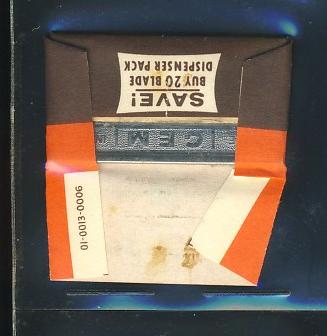 SAVE!
BUY 20 BLADE
DISPENSER PACK
GEM
01-0013-0006